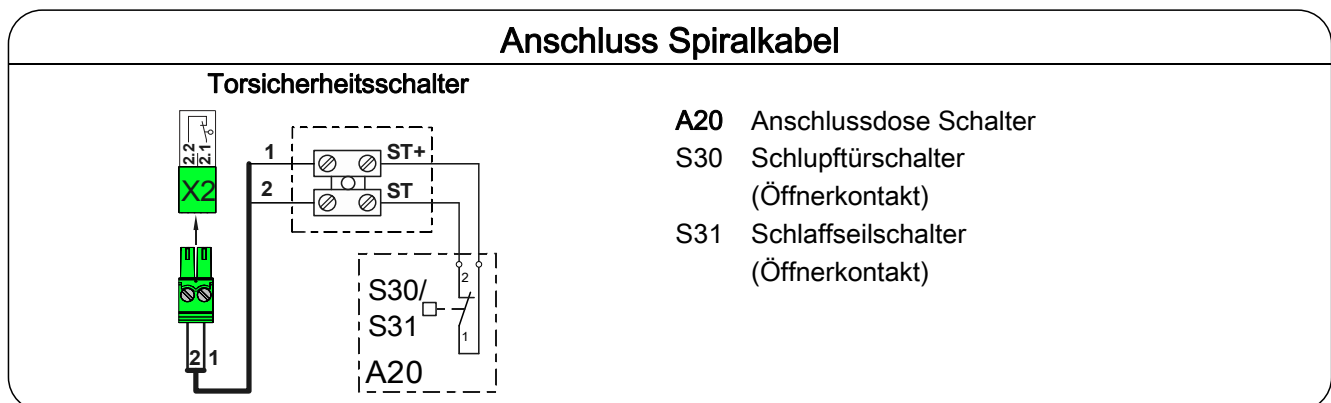 Anschluss Spiralkabel
Torsicherheitsschalter
2.2
2.1
X2
1
2
ST+
ST
2 1
2
1
S30/
S31
A20
A20 Anschlussdose Schalter
S30 Schlupftürschalter
(Öffnerkontakt)
S31 Schlaffseilschalter
(Öffnerkontakt)